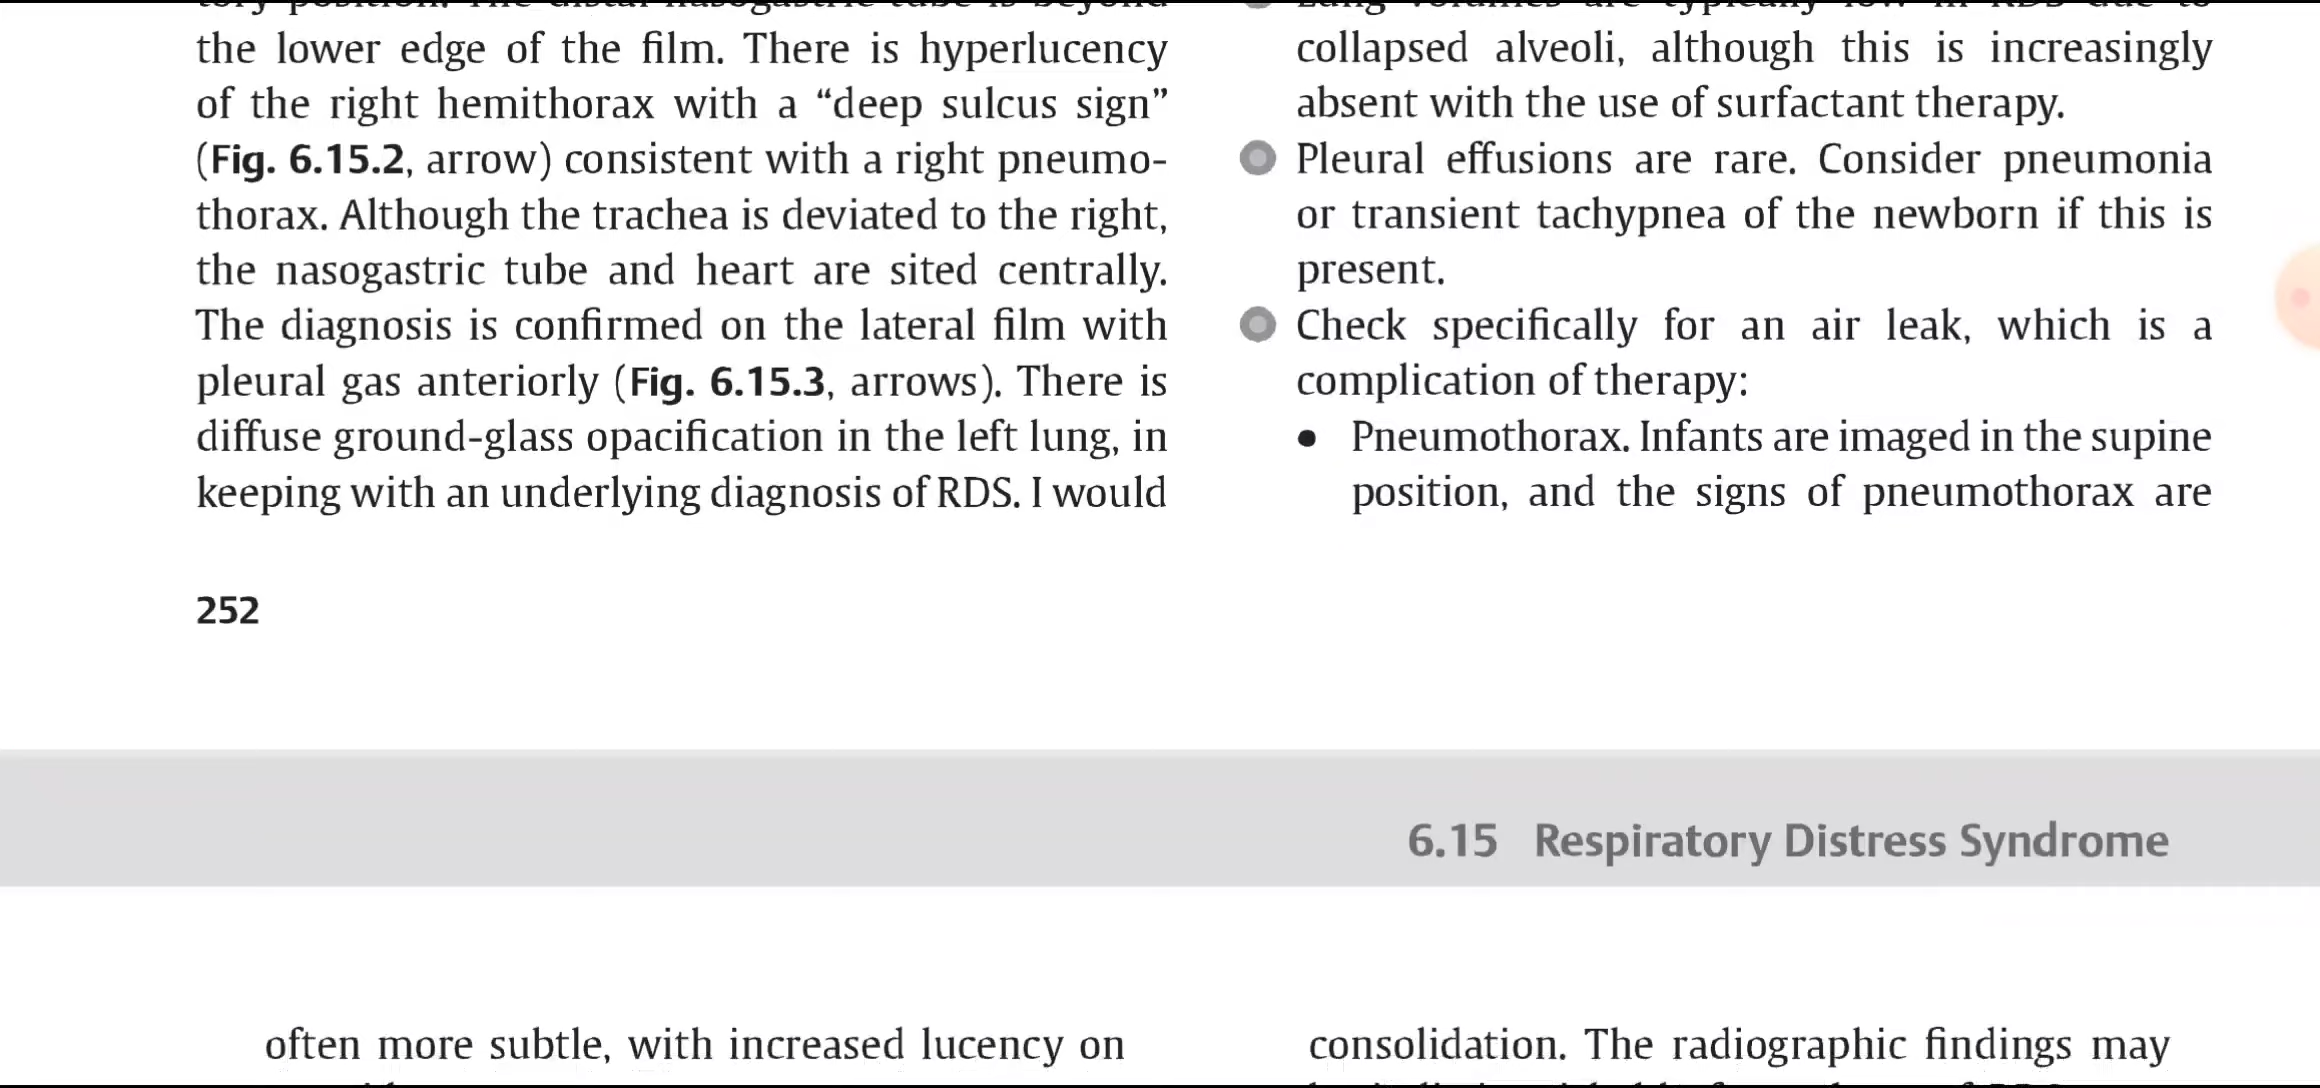 the lower edge of the film. There is hyperlucency
of the right hemithorax with a “deep sulcus sign”
(Fig. 6.15.2, arrow) consistent with a right pneumo-
thorax. Although the trachea is deviated to the right,
the nasogastric tube and heart are sited centrally.
The diagnosis is confirmed on the lateral film with
pleural gas anteriorly (Fig. 6.15.3, arrows). There is
diffuse ground-glass opacification in the left lung, in
keeping with an underlying diagnosis of RDS. I would
collapsed alveoli, although this is increasingly
absent with the use of surfactant therapy.
Pleural effusions are rare. Consider pneumonia
or transient tachypnea of the newborn if this is
present.
Check specifically for an air leak, which is a
complication of therapy:
• Pneumothorax. Infants are imaged in the supine
position, and the signs of pneumothorax are
252
6.15 Respiratory Distress Syndrome
often more subtle, with increased lucency on
consolidation. The radiographic findings may